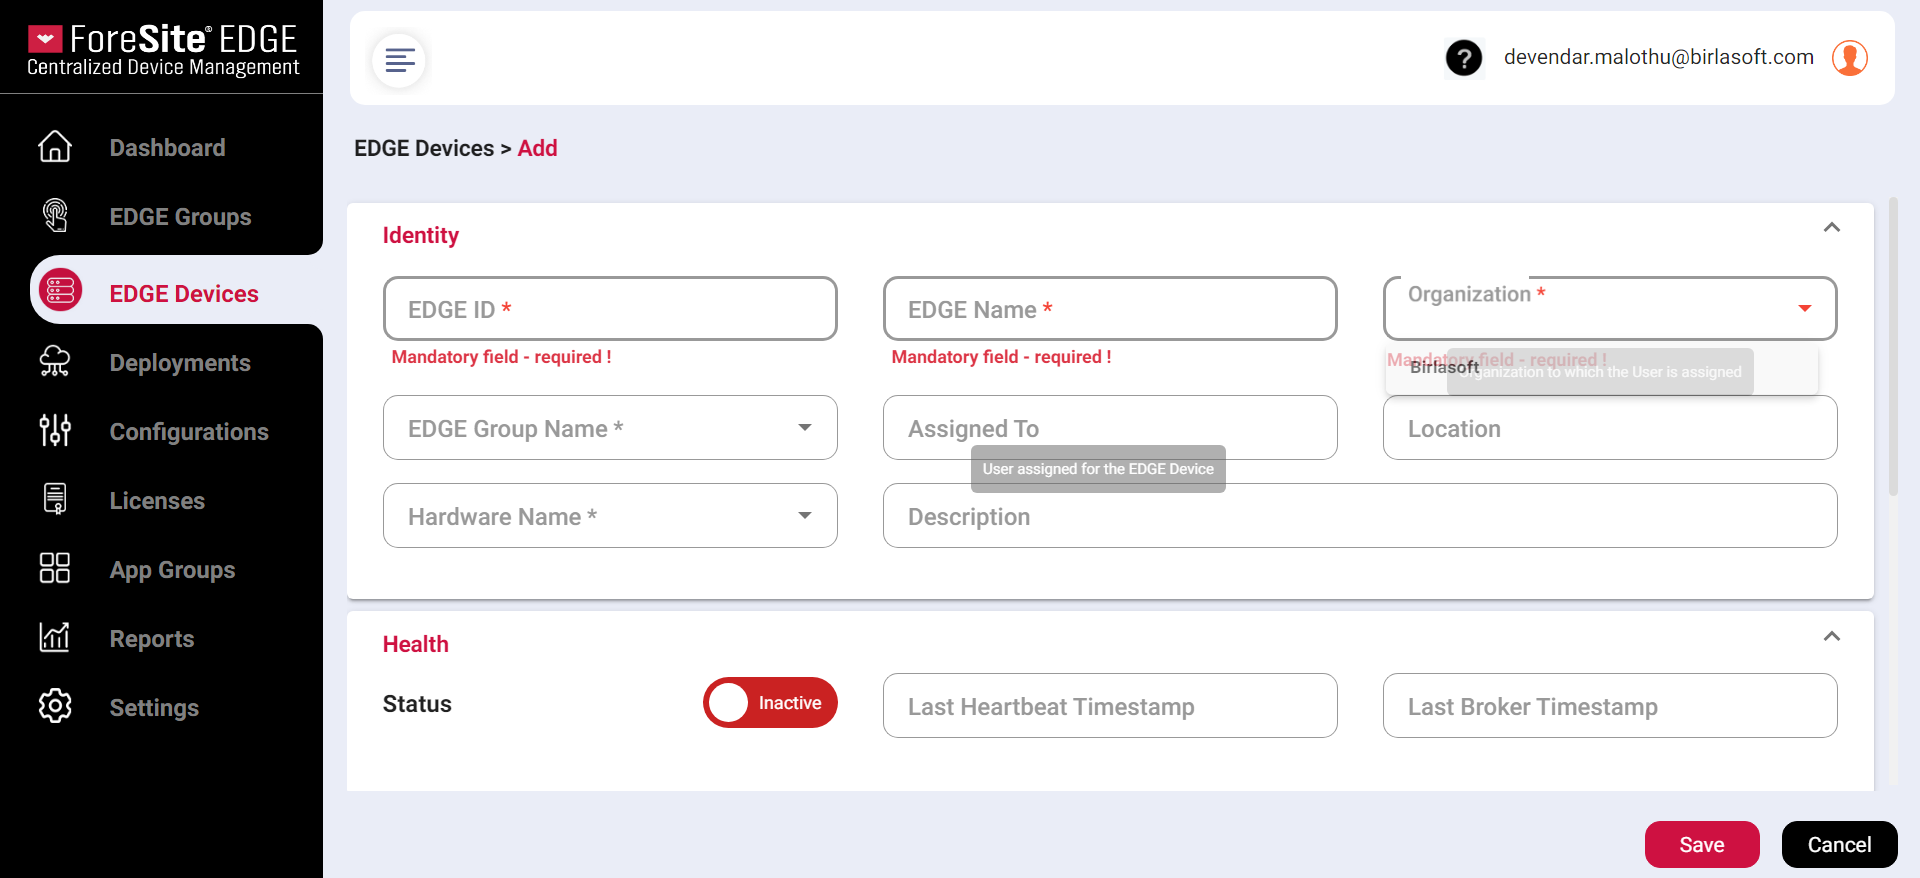 ForeSite® EDGE
Centralized Device Management
? devendar.malothu@birlasoft.com
Dashboard
EDGE Groups
EDGE Devices
Deployments
Configurations
Licenses
App Groups
Reports
Settings
EDGE Devices > Add
Identity
EDGE ID *
EDGE Name *
Organization *
Mandatory field - required !
Mandatory field - required !
Mandatory field - required !
Birlasoft
Organization to which the User is assigned
EDGE Group Name *
Assigned To
Location
User assigned for the EDGE Device
Hardware Name *
Description
Health
Status
Inactive
Last Heartbeat Timestamp
Last Broker Timestamp
Save
Cancel